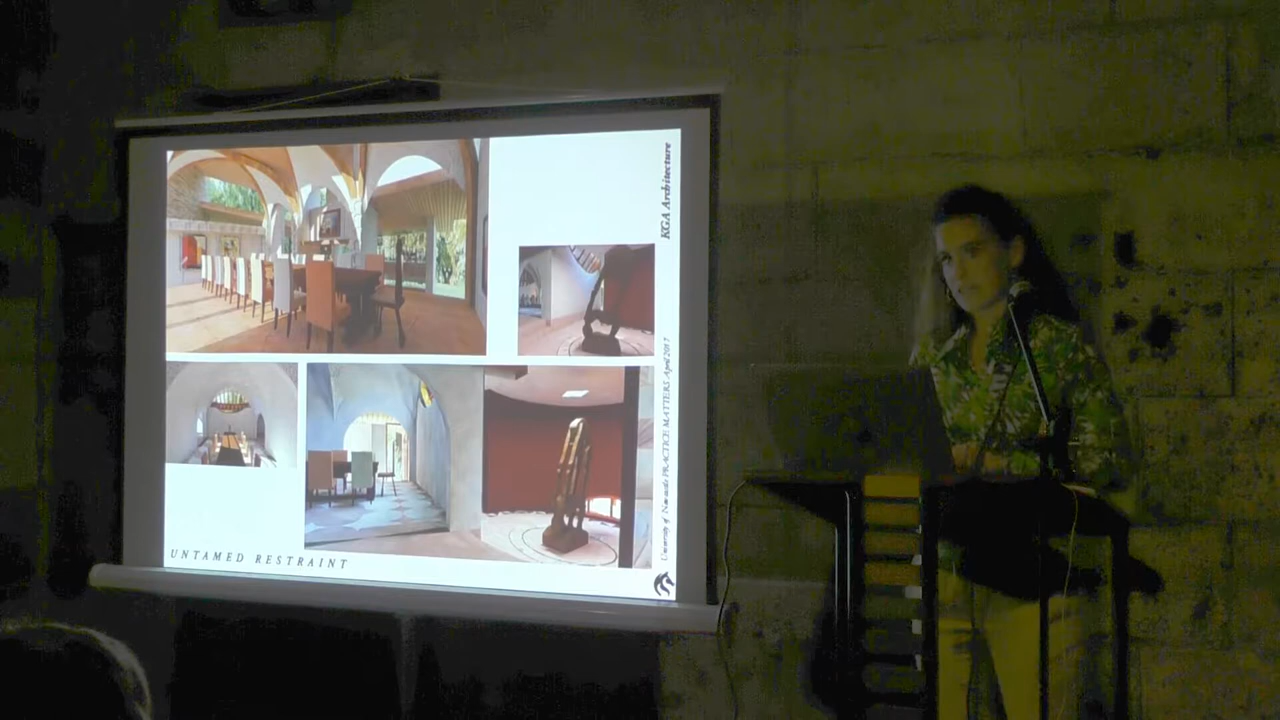 KGA Architecture
University of Newcastle PRACTICE MATTERS April 2017
UNTAMED RESTRAINT